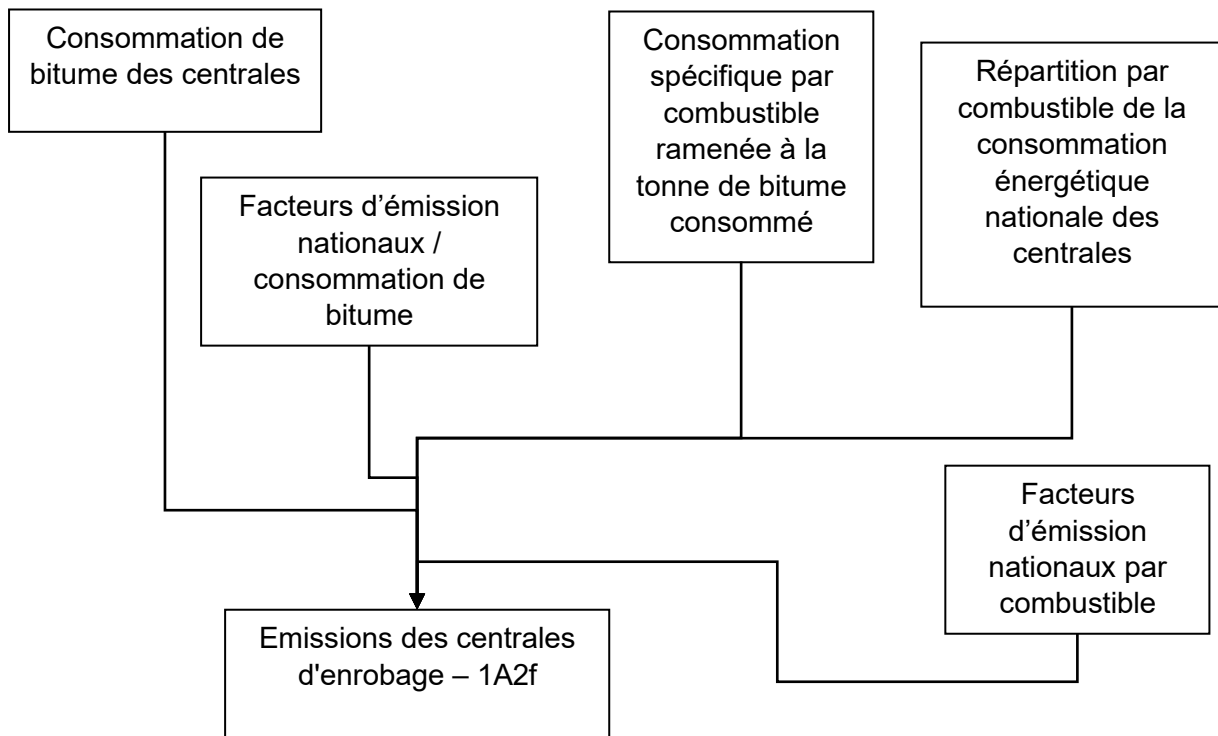 Consommation de
bitume des centrales
Facteurs d’émission
nationaux /
consommation de
bitume
Consommation
spécifique par
combustible
ramenée à la
tonne de bitume
consommé
Répartition par
combustible de la
consommation
énergétique
nationale des
centrales
Facteurs
d’émission
nationaux par
combustible
Emissions des centrales
d'enrobage – 1A2f